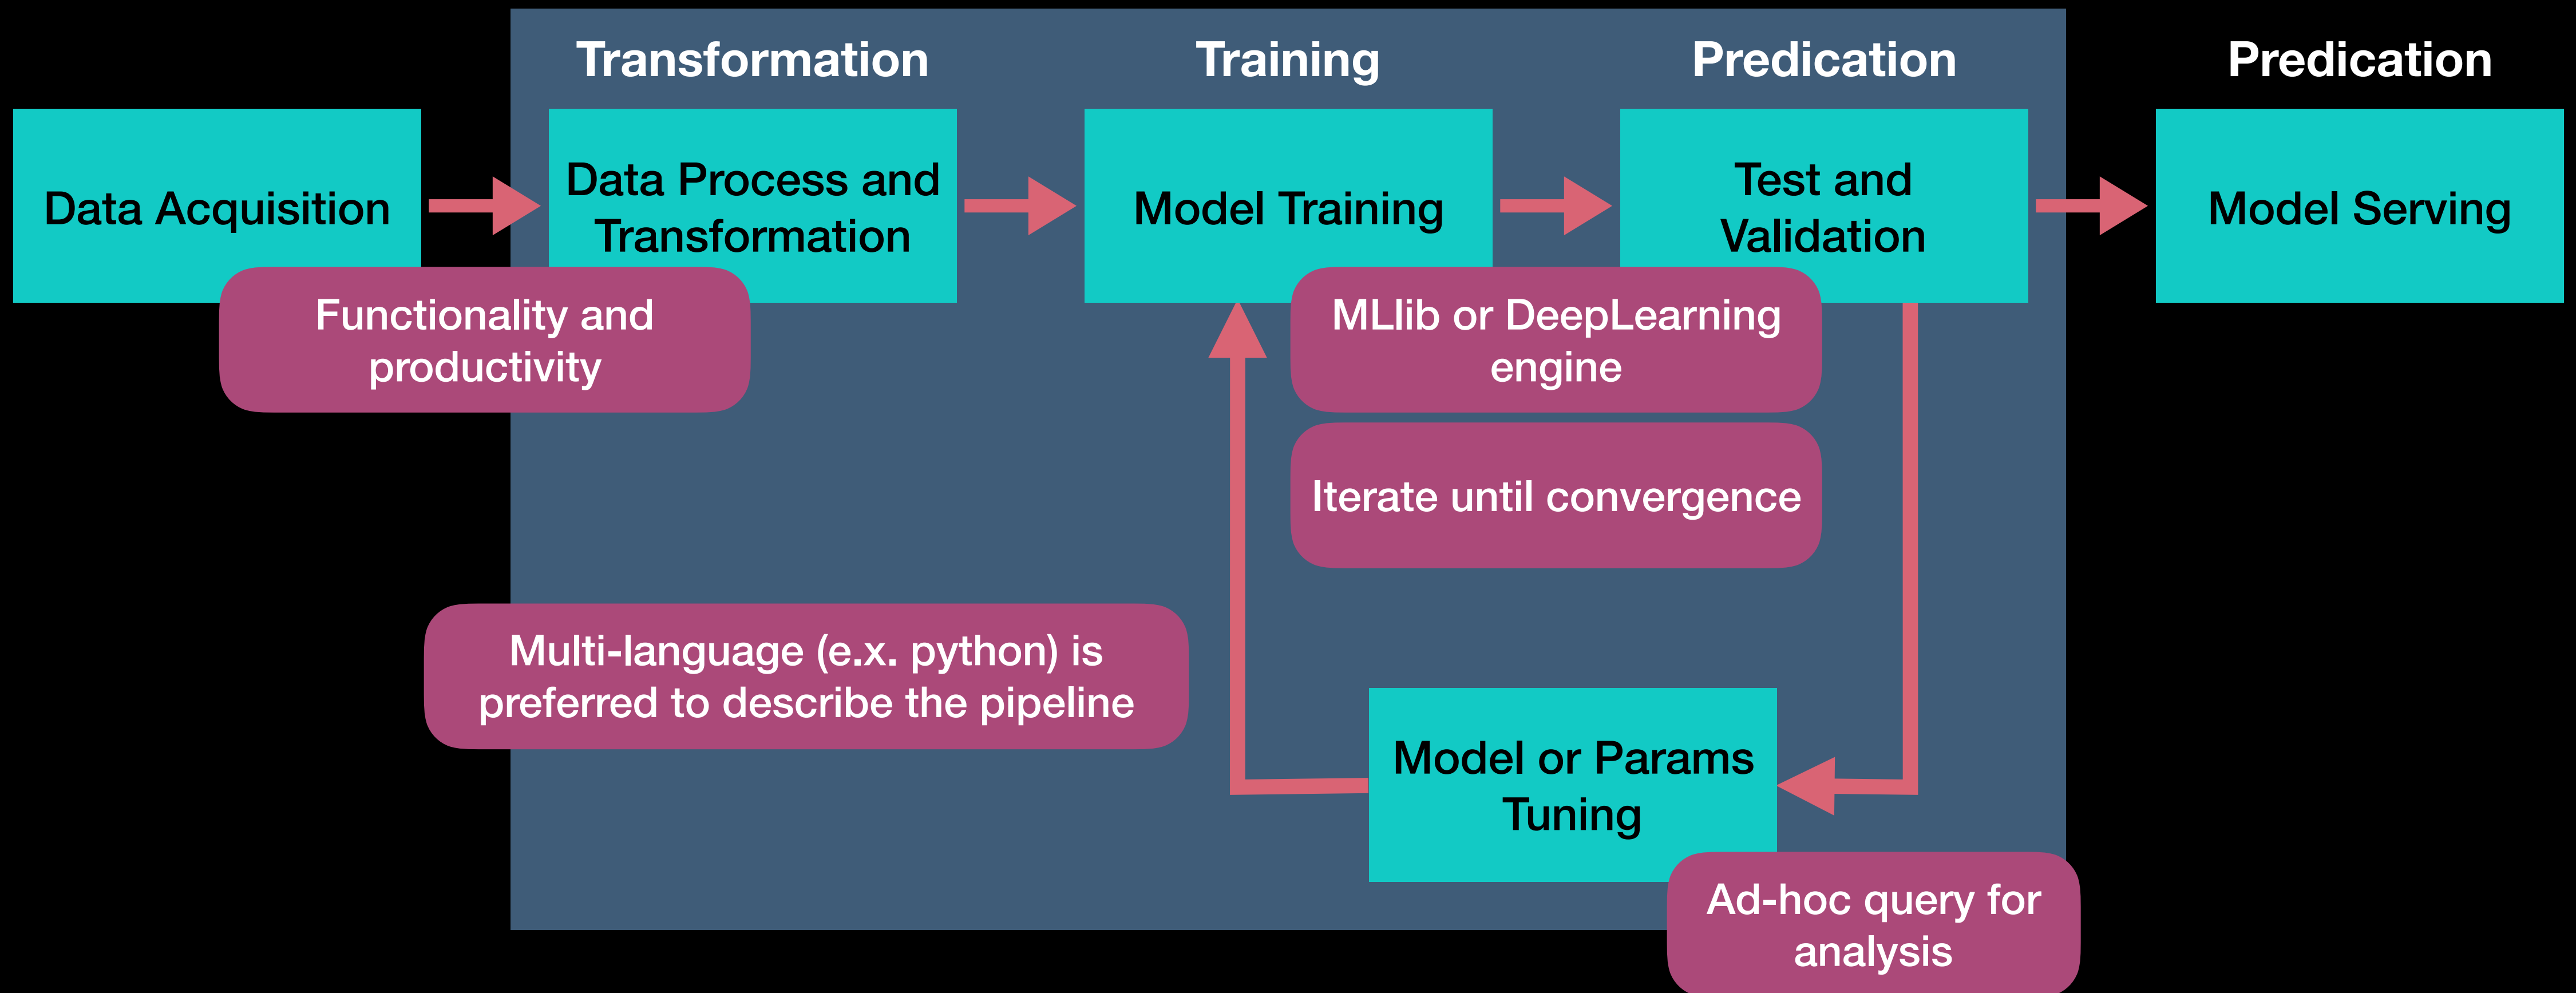 Transformation
Training
Predication
Predication
Data Acquisition
Data Process and
Transformation
Model Training
Test and
Validation
Model Serving
Functionality and
productivity
MLlib or DeepLearning
engine
Iterate until convergence
Multi-language (e.x. python) is
preferred to describe the pipeline
Model or Params
Tuning
Ad-hoc query for
analysis